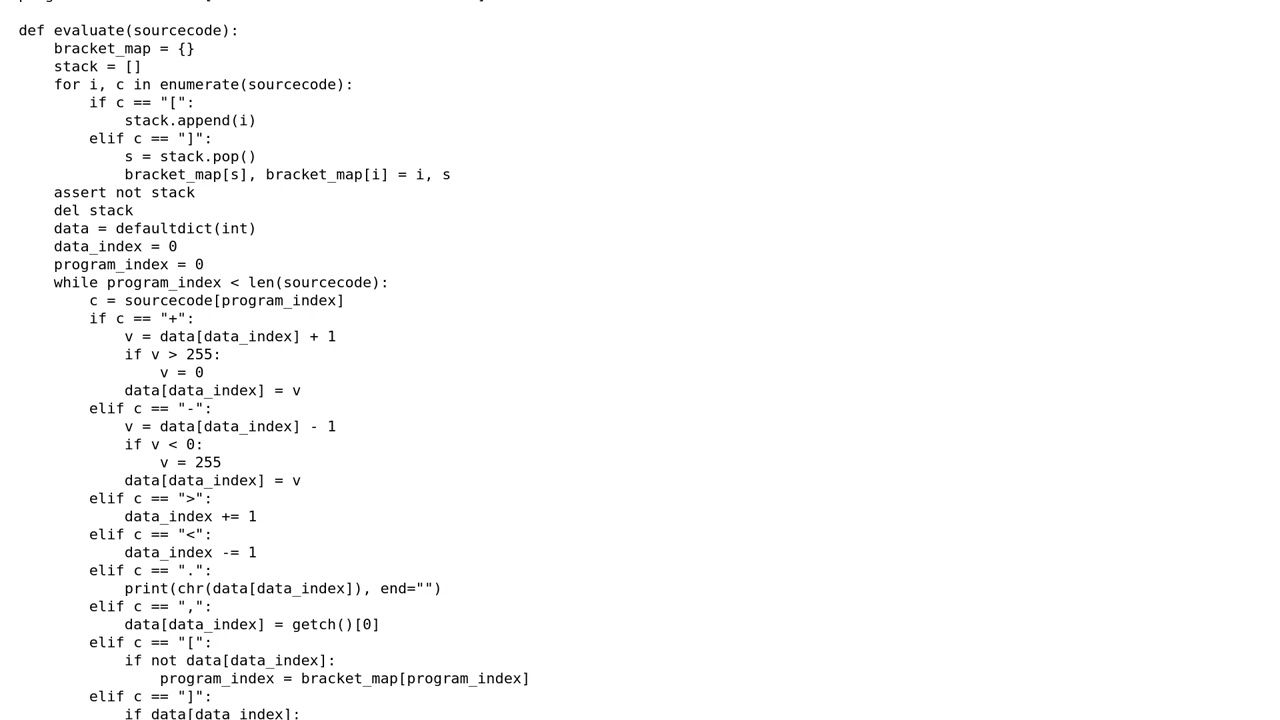 def evaluate(sourcecode):
    bracket_map = {}
    stack = []
    for i, c in enumerate(sourcecode):
        if c == "[":
            stack.append(i)
        elif c == "]":
            s = stack.pop()
            bracket_map[s], bracket_map[i] = i, s
    assert not stack
    del stack
    data = defaultdict(int)
    data_index = 0
    program_index = 0
    while program_index < len(sourcecode):
        c = sourcecode[program_index]
        if c == "+":
            v = data[data_index] + 1
            if v > 255:
                v = 0
            data[data_index] = v
        elif c == "-":
            v = data[data_index] - 1
            if v < 0:
                v = 255
            data[data_index] = v
        elif c == ">":
            data_index += 1
        elif c == "<":
            data_index -= 1
        elif c == ".":
            print(chr(data[data_index]), end="")
        elif c == ",":
            data[data_index] = getch()[0]
        elif c == "[":
            if not data[data_index]:
                program_index = bracket_map[program_index]
        elif c == "]":
            if data[data_index]: